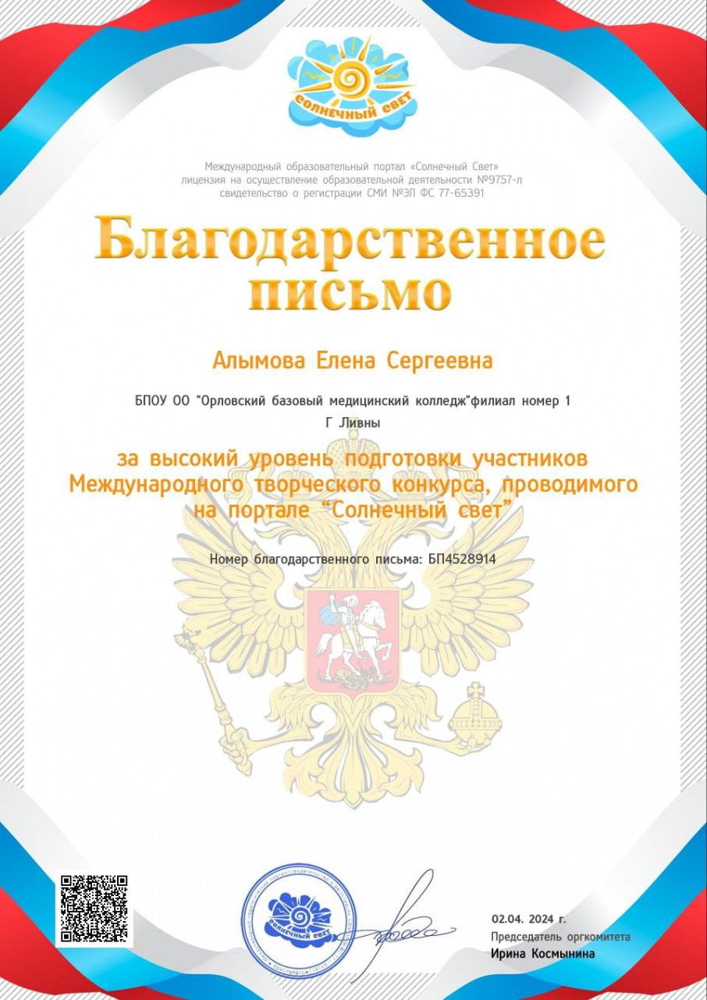 СОЛНЕЧНЫЙ СВЕТ
Международный образовательный портал «Солнечный Свет»
лицензия на осуществление образовательной деятельности №9757-л
свидетельство о регистрации СМИ №ЭЛ ФС 77-65391
Благодарственное
письмо
Алымова Елена Сергеевна
БПОУ ОО "Орловский базовый медицинский колледж"филиал номер 1
Г Ливны
за высокий уровень подготовки участников
Международного творческого конкурса, проводимого
на портале “Солнечный свет”
Номер благодарственного письма: БП4528914
СОЛНЕЧНЫЙ СВЕТ
02.04. 2024 г.
Председатель оргкомитета
Ирина Космынина